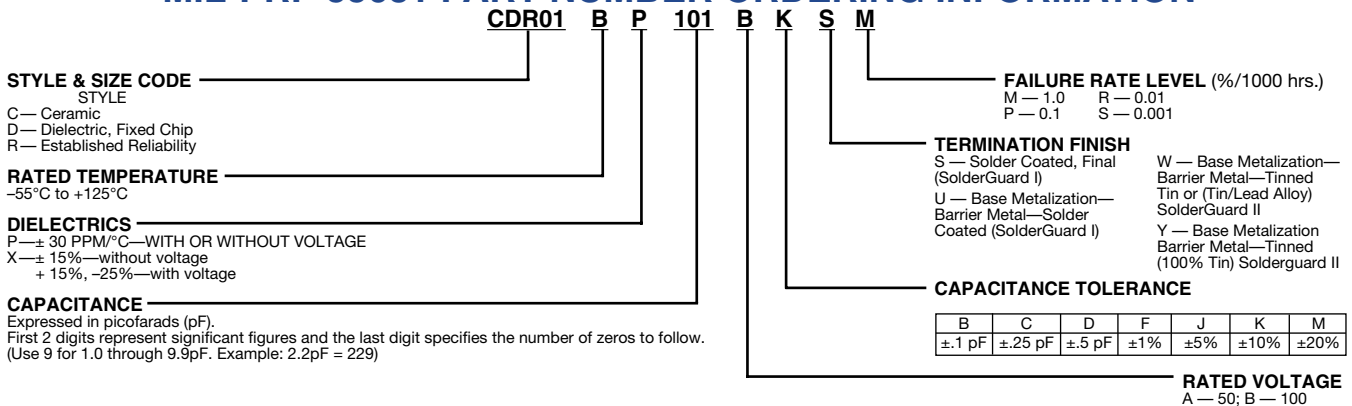 CDR01 B P 101 B K S M
STYLE & SIZE CODE
STYLE
C— Ceramic
D— Dielectric, Fixed Chip
R— Established Reliability
RATED TEMPERATURE
–55°C to +125°C
DIELECTRICS
P—± 30 PPM/°C—WITH OR WITHOUT VOLTAGE
X—± 15%—without voltage
+ 15%, –25%—with voltage
CAPACITANCE
Expressed in picofarads (pF).
First 2 digits represent significant figures and the last digit specifies the number of zeros to follow.
(Use 9 for 1.0 through 9.9pF. Example: 2.2pF = 229)
FAILURE RATE LEVEL (%/1000 hrs.)
M — 1.0 R — 0.01
P — 0.1 S — 0.001
TERMINATION FINISH
S — Solder Coated, Final
(SolderGuard I)
U — Base Metalization—
Barrier Metal—Solder
Coated (SolderGuard I)
W — Base Metalization—
Barrier Metal—Tinned
Tin or (Tin/Lead Alloy)
SolderGuard II
Y — Base Metalization
Barrier Metal—Tinned
(100% Tin) Solderguard II
CAPACITANCE TOLERANCE
B C D F J K M
±.1 pF ±.25 pF ±.5 pF ±1% ±5% ±10% ±20%
RATED VOLTAGE
A — 50; B — 100